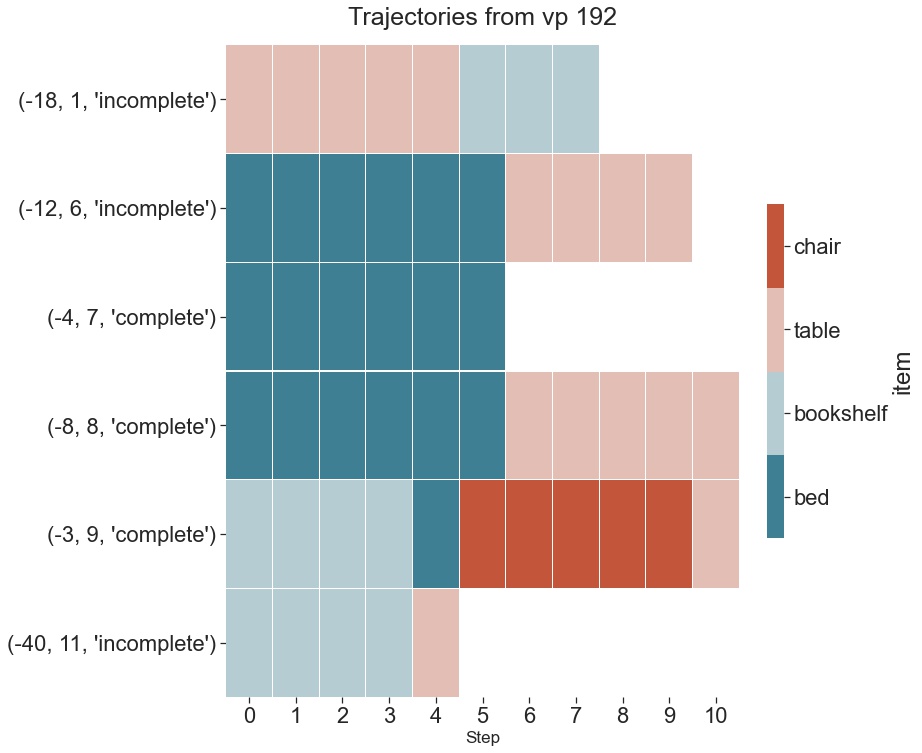 Trajectories from vp 192
(-18, 1, 'incomplete')
(-12, 6, 'incomplete')
(-4, 7, 'complete')
(-8, 8, 'complete')
(-3, 9, 'complete')
(-40, 11, 'incomplete')
0 1 2 3 4 5 6 7 8 9 10
Step
chair
table
bookshelf
bed
item